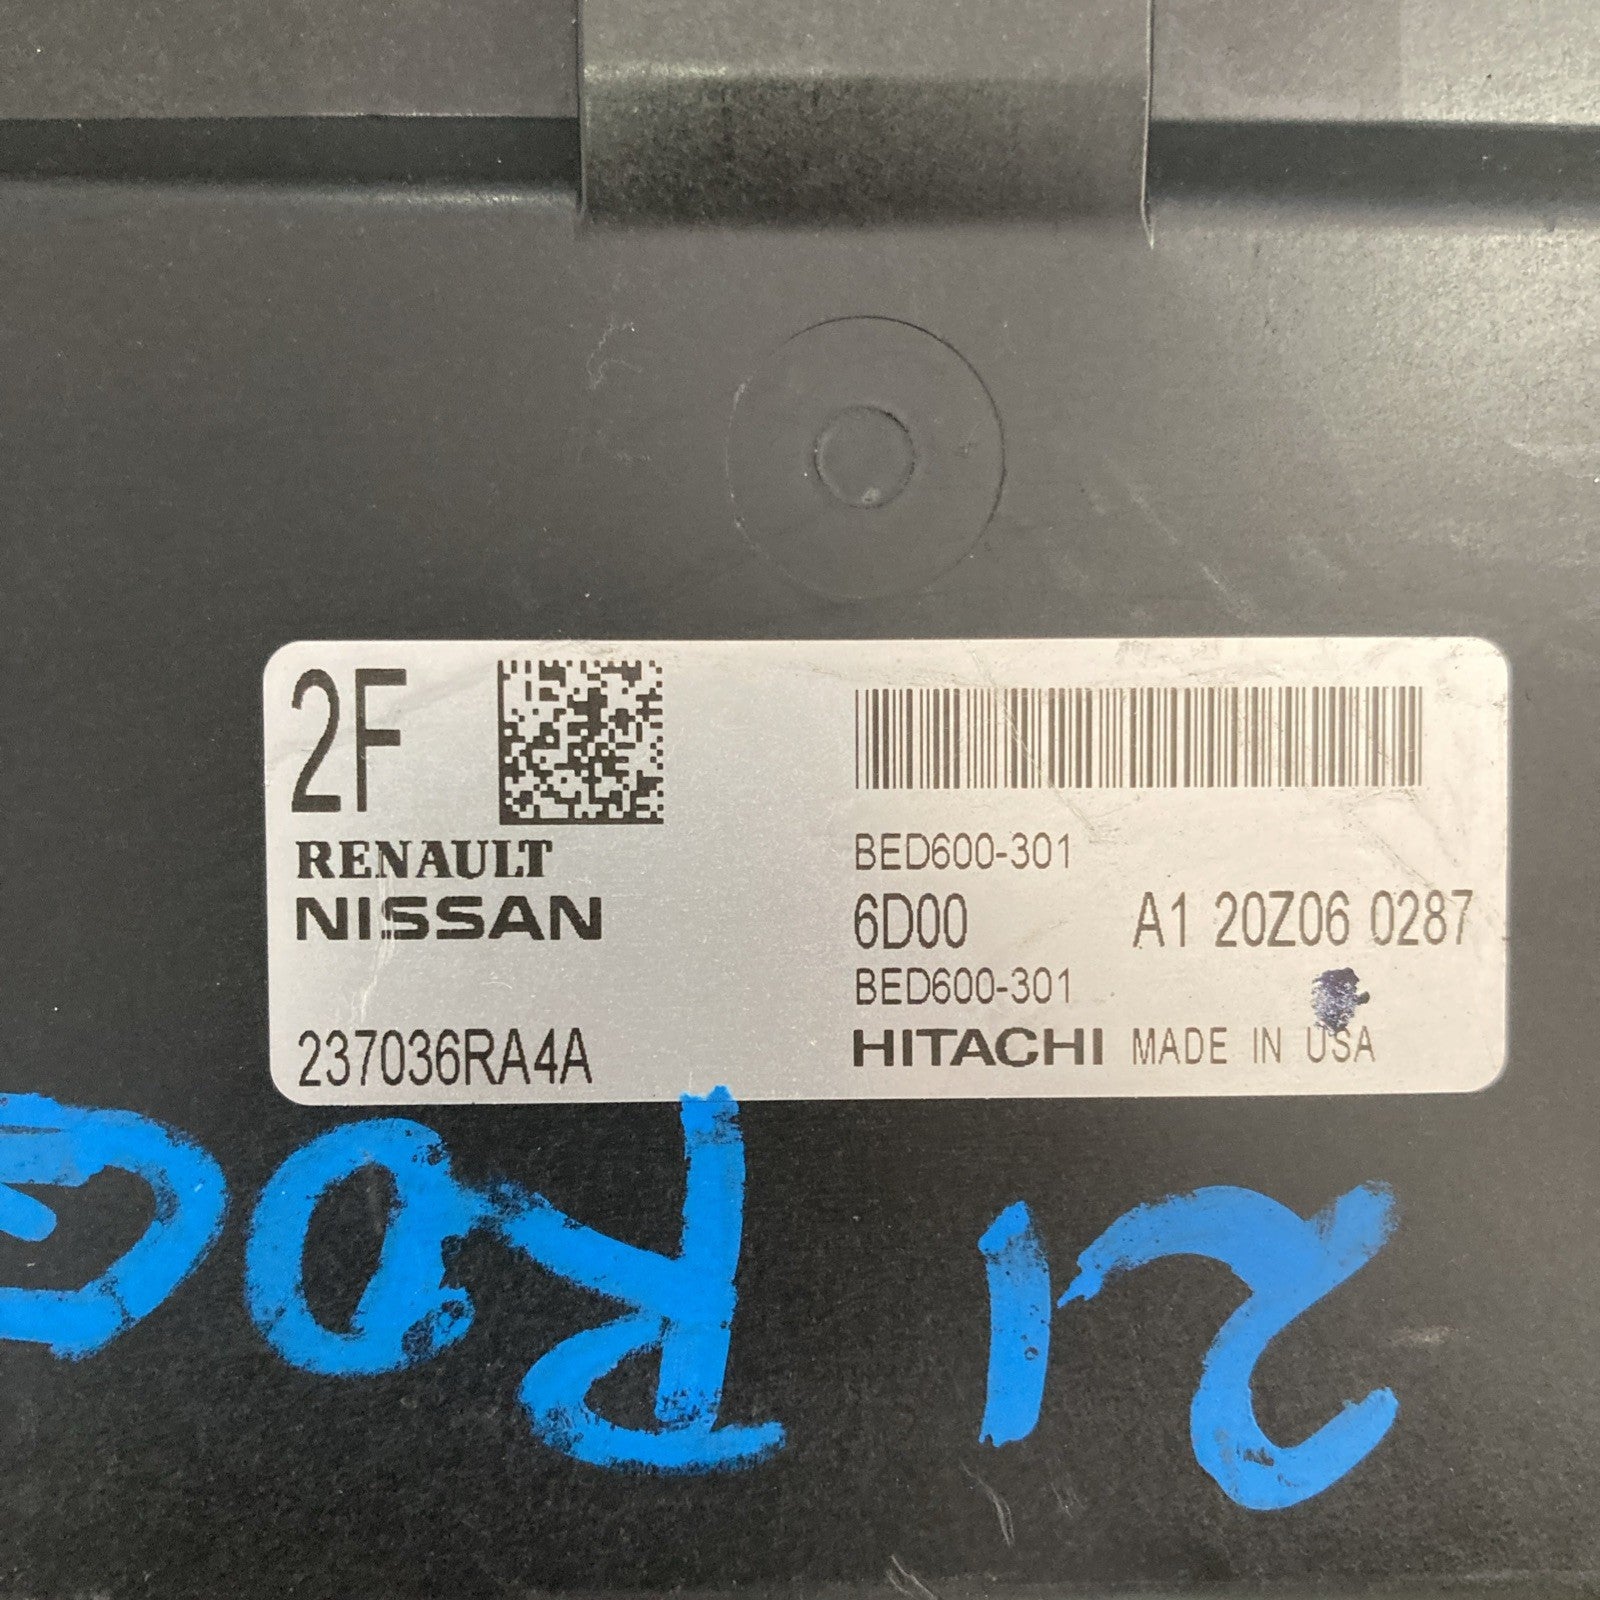 2F
RENAULT
NISSAN
237036RA4A
BED600-301
6D00 A1 20Z06 0287
BED600-301
HITACHI MADE IN USA
21 ROG